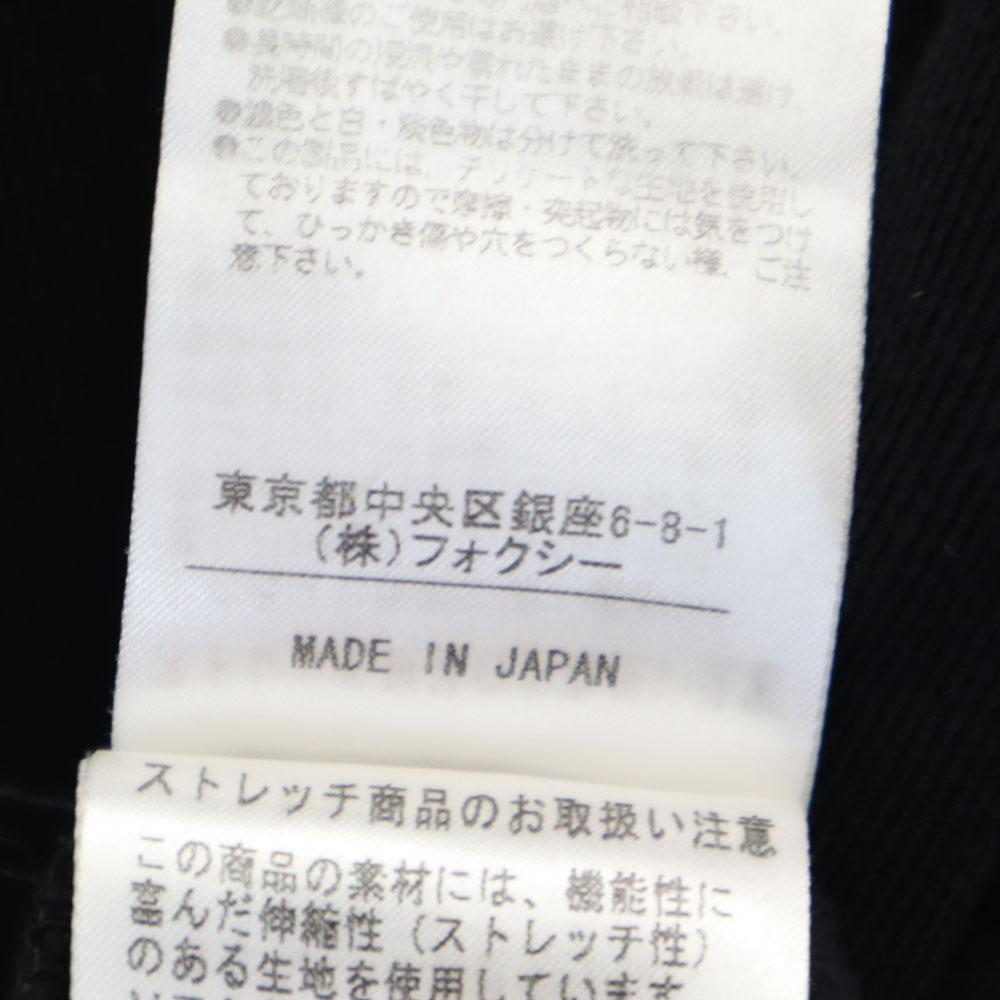 ご相談下さい。
●乾燥機のご使用はお避け下さい。
●長時間の浸漬や濡れたままの放置は避け、
洗濯後すばやく干して下さい。
●濃色と白・淡色物は分けて洗って下さい。
●この製品には、デリケートな生地を使用し
ておりますので摩擦・突起物には気をつけ
て、ひっかき傷や穴をつくらない様、ご注
意下さい。
東京都中央区銀座6-8-1
(株)フォクシー
MADE IN JAPAN
ストレッチ商品のお取扱い注意
この商品の素材には、機能性に
富んだ伸縮性(ストレッチ性)
のある生地を使用しています。